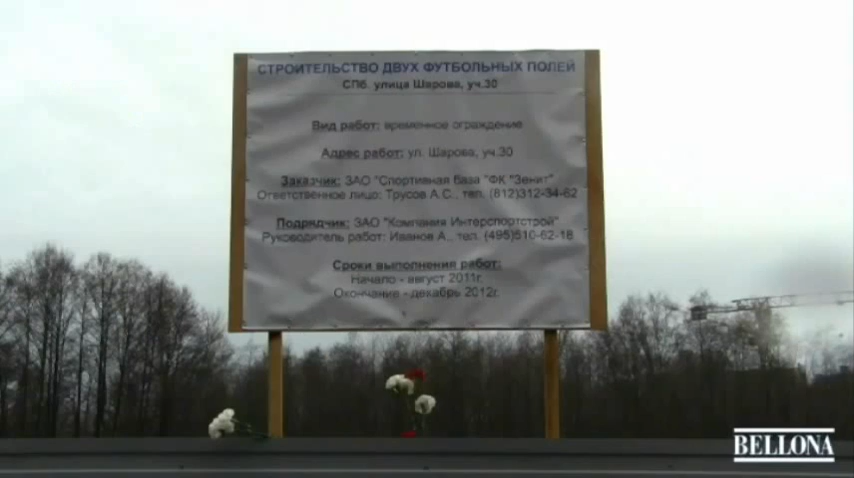 СТРОИТЕЛЬСТВО ДВУХ ФУТБОЛЬНЫХ ПОЛЕЙ
СПб. улица Шарова, уч.30
Вид работ: временное ограждение
Адрес работ: ул. Шарова, уч.30
Заказчик: ЗАО "Спортивная база "ФК "Зенит"
Ответственное лицо: Трусов А.С., тел. (812)312-34-62
Подрядчик: ЗАО "Компания Интерспортстрой"
Руководитель работ: Иванов А., тел. (495)510-62-18
Сроки выполнения работ:
Начало - август 2011г.
Окончание - декабрь 2012г.
BELLONA